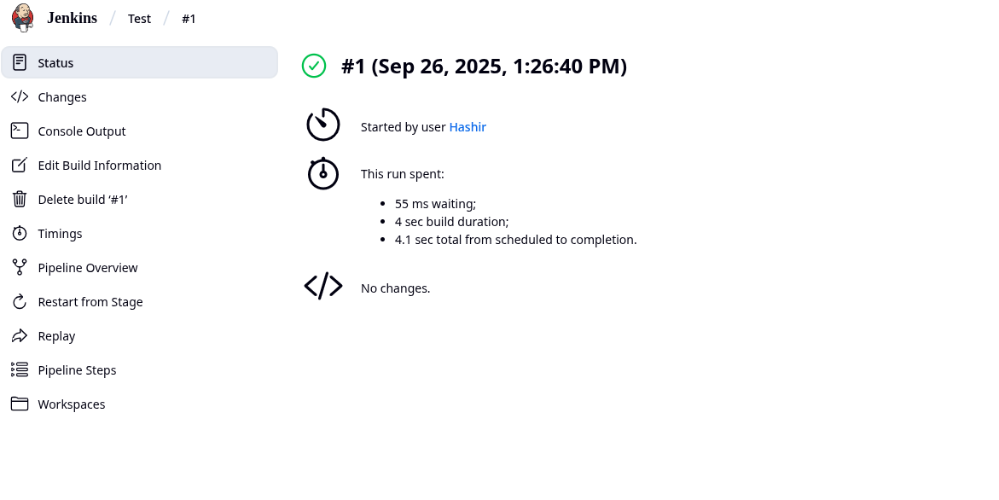 Jenkins / Test / #1
Status
Changes
Console Output
Edit Build Information
Delete build ‘#1’
Timings
Pipeline Overview
Restart from Stage
Replay
Pipeline Steps
Workspaces
#1 (Sep 26, 2025, 1:26:40 PM)
Started by user Hashir
This run spent:
• 55 ms waiting;
• 4 sec build duration;
• 4.1 sec total from scheduled to completion.
No changes.